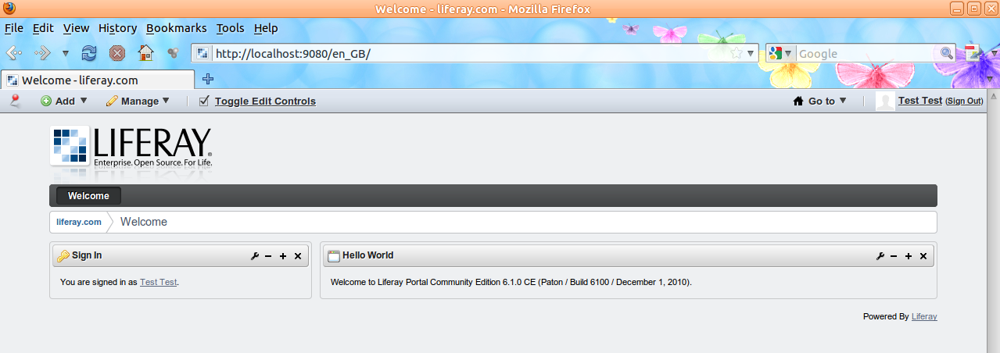 Welcome - liferay.com - Mozilla Firefox
File Edit View History Bookmarks Tools Help
http://localhost:9080/en_GB/ Google
Welcome - liferay.com
Add Manage Toggle Edit Controls Go to Test Test (Sign Out)
LIFERAY®
Enterprise. Open Source. For Life.
Welcome
liferay.com Welcome
Sign In Hello World
You are signed in as Test Test. Welcome to Liferay Portal Community Edition 6.1.0 CE (Paton / Build 6100 / December 1, 2010).
Powered By Liferay